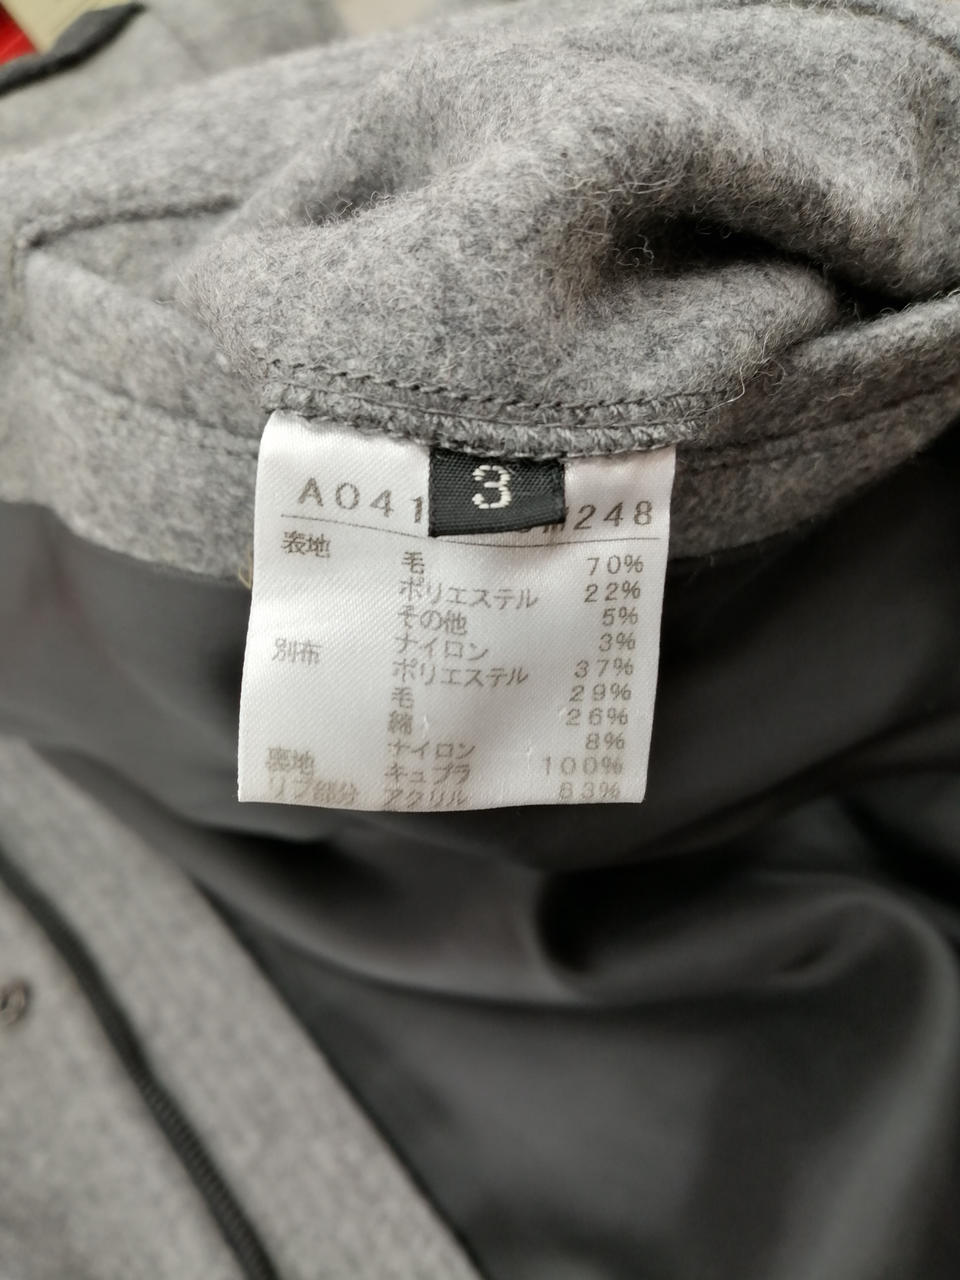 3
A041 M248
表地 毛 70%
ポリエステル 22%
その他 5%
ナイロン 3%
別布 ポリエステル 37%
毛 29%
綿 26%
ナイロン 8%
裏地 キュプラ 100%
リブ部分 アクリル 83%